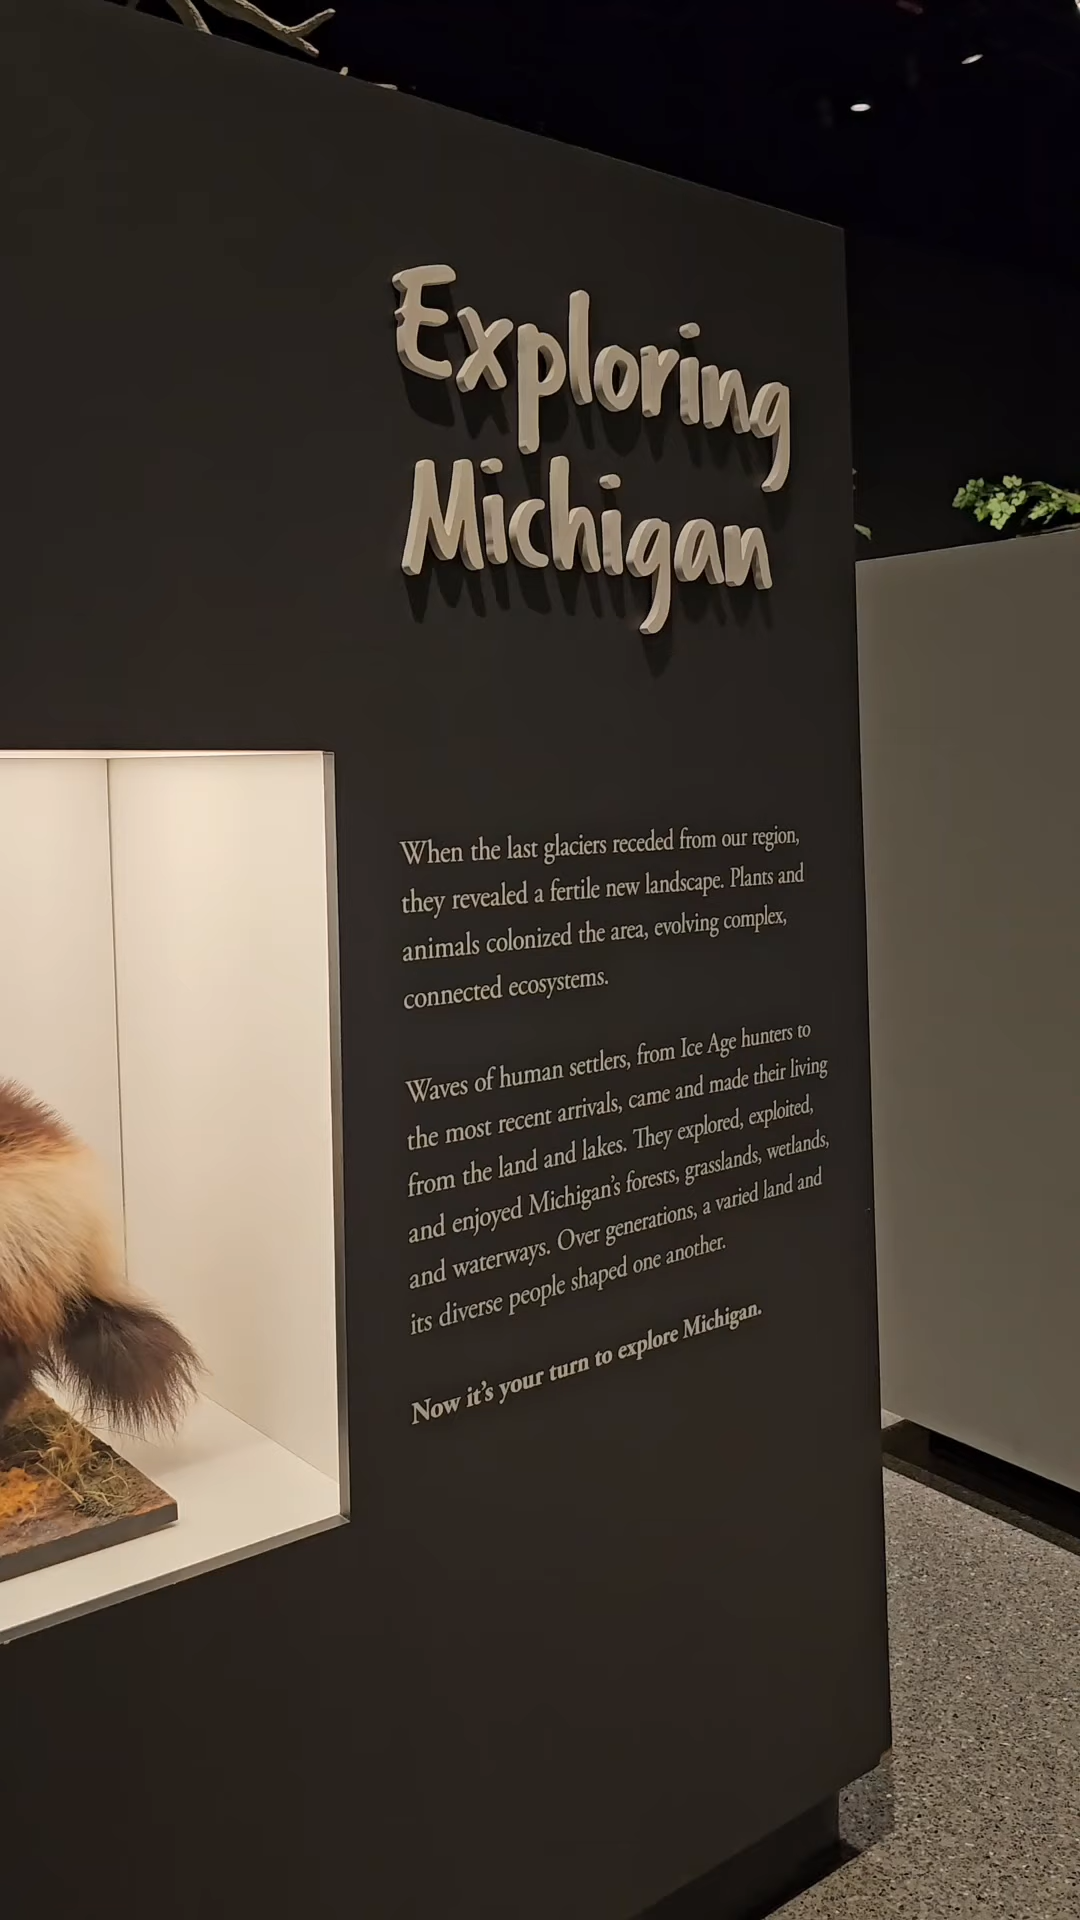 Exploring
Michigan
When the last glaciers receded from our region,
they revealed a fertile new landscape. Plants and
animals colonized the area, evolving complex,
connected ecosystems.
Waves of human settlers, from Ice Age hunters to
the most recent arrivals, came and made their living
from the land and lakes. They explored, exploited,
and enjoyed Michigan’s forests, grasslands, wetlands,
and waterways. Over generations, a varied land and
its diverse people shaped one another.
Now it’s your turn to explore Michigan.